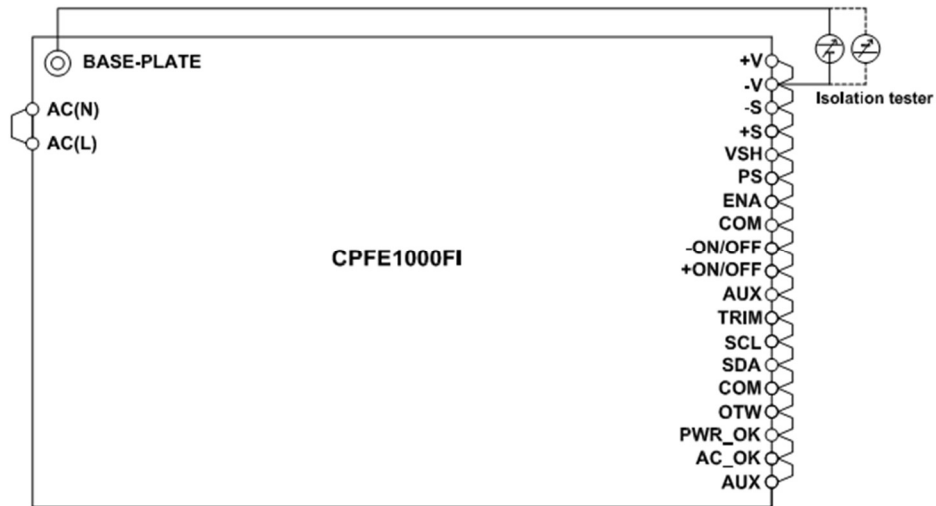 BASE-PLATE
AC(N)
AC(L)
CPFE1000FI
+V
-V
-S
+S
VSH
PS
ENA
COM
-ON/OFF
+ON/OFF
AUX
TRIM
SCL
SDA
COM
OTW
PWR_OK
AC_OK
AUX
Isolation tester